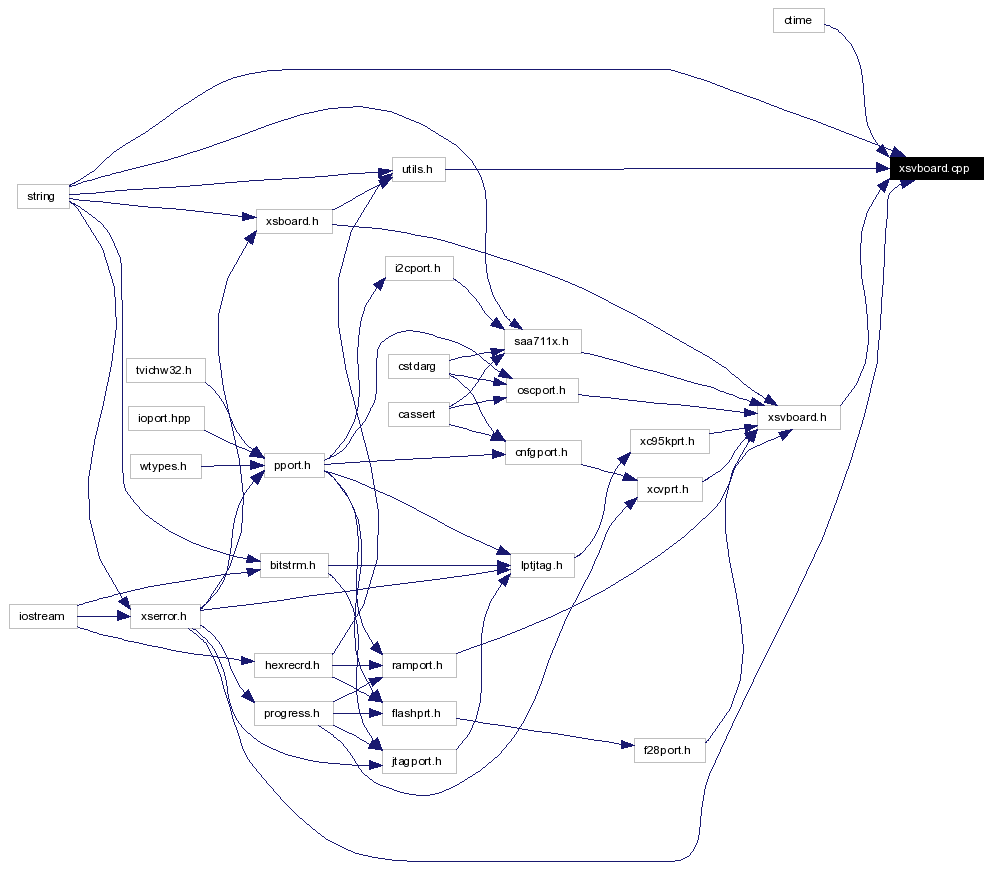 ctime
xsvboard.cpp
utils.h
string
xsboard.h
i2cport.h
saa711x.h
tvichw32.h
cstdarg
oscport.h
ioport.hpp
cassert
xsvboard.h
xc95kprt.h
cnfgport.h
wtypes.h
pport.h
xcvprt.h
bitstrm.h
lptjtag.h
iostream
xserror.h
hexrecrd.h
ramport.h
progress.h
flashprt.h
f28port.h
jtagport.h